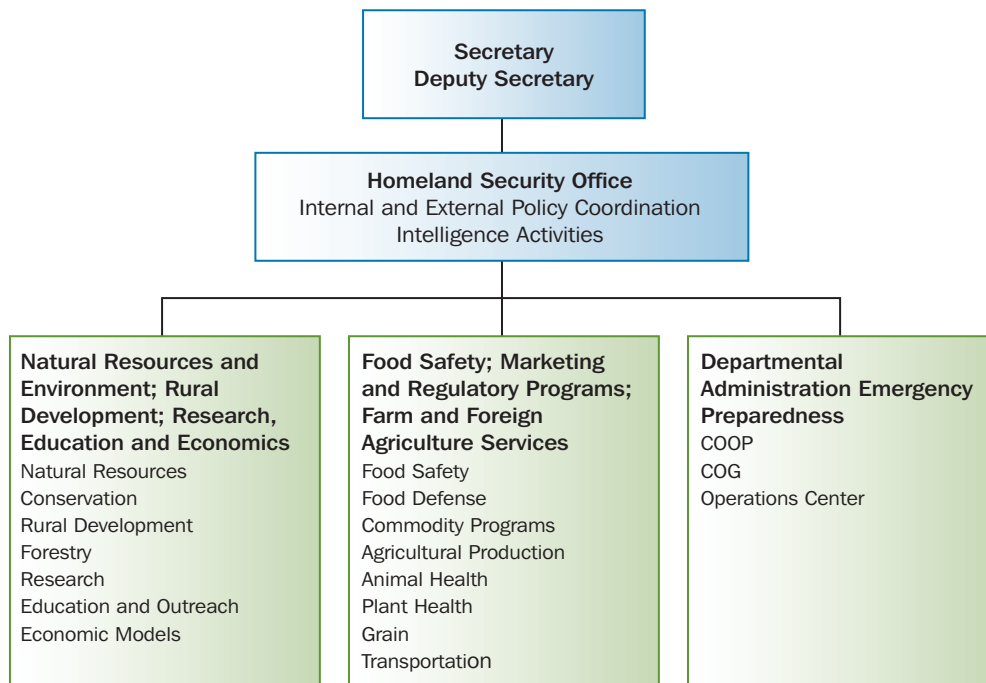 Secretary
Deputy Secretary
Homeland Security Office
Internal and External Policy Coordination
Intelligence Activities
Natural Resources and
Environment; Rural
Development; Research,
Education and Economics
Natural Resources
Conservation
Rural Development
Forestry
Research
Education and Outreach
Economic Models
Food Safety; Marketing
and Regulatory Programs;
Farm and Foreign
Agriculture Services
Food Safety
Food Defense
Commodity Programs
Agricultural Production
Animal Health
Plant Health
Grain
Transportation
Departmental
Administration Emergency
Preparedness
COOP
COG
Operations Center